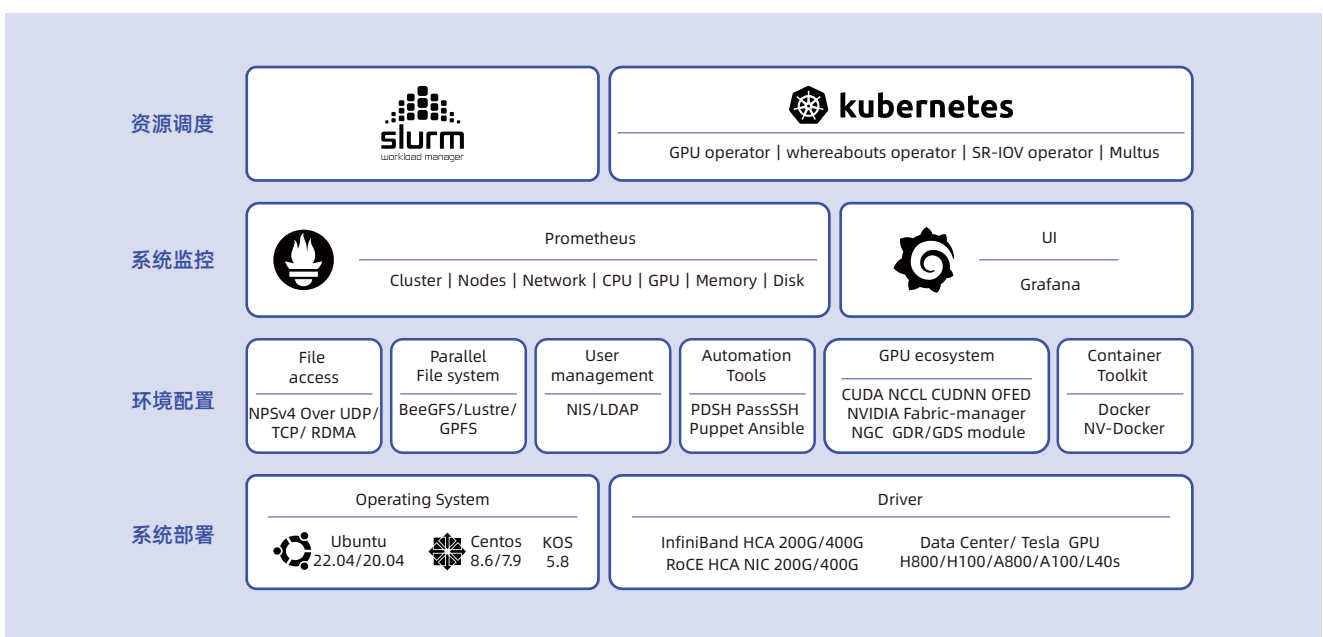 资源调度
slurm
workload manager
kubernetes
GPU operator | whereabouts operator | SR-IOV operator | Multus
系统监控
Prometheus
Cluster | Nodes | Network | CPU | GPU | Memory | Disk
UI
Grafana
环境配置
File
access
NPSv4 Over UDP/
TCP/ RDMA
Parallel
File system
BeeGFS/Lustre/
GPFS
User
management
NIS/LDAP
Automation
Tools
PDSH PassSSH
Puppet Ansible
GPU ecosystem
CUDA NCCL CUDNN OFED
NVIDIA Fabric-manager
NGC GDR/GDS module
Container
Toolkit
Docker
NV-Docker
系统部署
Operating System
Ubuntu
22.04/20.04
Centos
8.6/7.9
KOS
5.8
Driver
InfiniBand HCA 200G/400G
RoCE HCA NIC 200G/400G
Data Center/ Tesla GPU
H800/H100/A800/A100/L40s